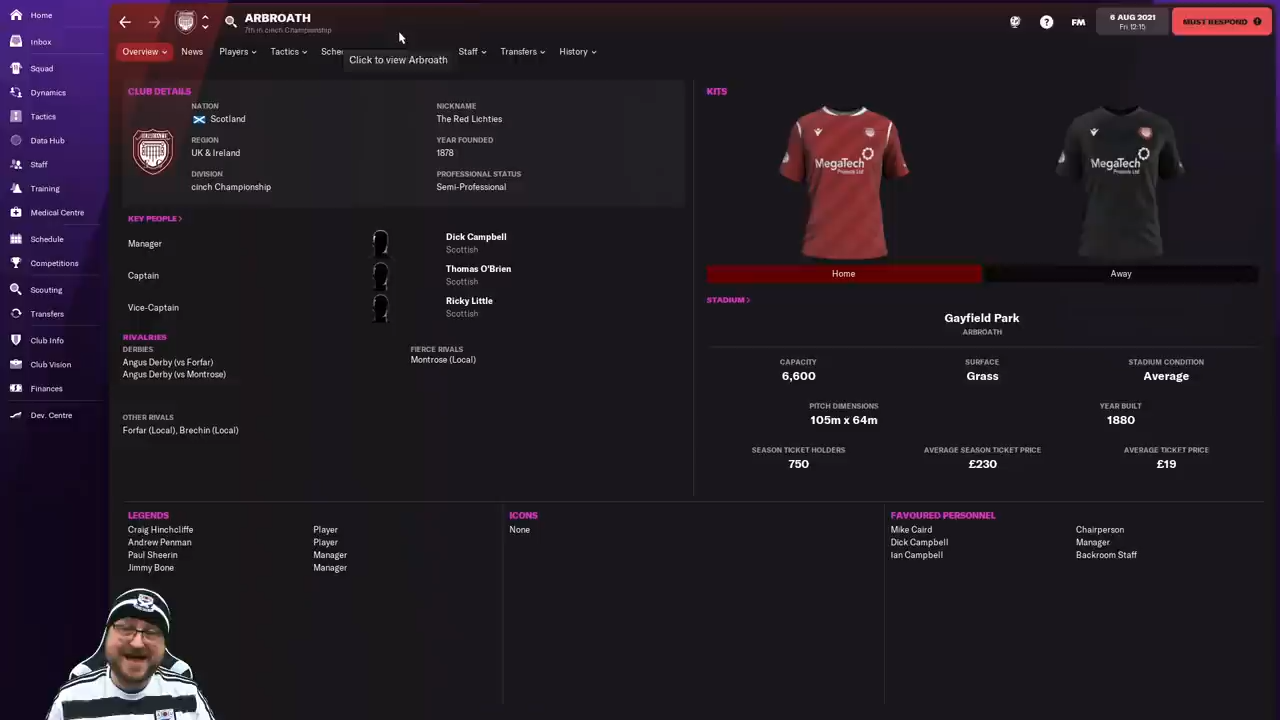 Home
ARBROATH
7th in cinch Championship
FM
6 AUG 2021
Fri 12:15
MUST RESPOND
Inbox
Overview
News
Players
Tactics
Staff
Transfers
History
Click to view Arbroath
Squad
Dynamics
Tactics
Data Hub
Staff
Training
Medical Centre
Schedule
Competitions
Scouting
Transfers
Club Info
Club Vision
Finances
Dev. Centre
CLUB DETAILS
NATION
Scotland
NICKNAME
The Red Lichties
REGION
UK & Ireland
YEAR FOUNDED
1878
DIVISION
cinch Championship
PROFESSIONAL STATUS
Semi-Professional
KEY PEOPLE >
Manager
Dick Campbell
Scottish
Captain
Thomas O'Brien
Scottish
Vice-Captain
Ricky Little
Scottish
RIVALRIES
DERBIES
Angus Derby (vs Forfar)
Angus Derby (vs Montrose)
FIERCE RIVALS
Montrose (Local)
OTHER RIVALS
Forfar (Local), Brechin (Local)
KITS
MegaTech
MegaTech
Home
Away
STADIUM >
Gayfield Park
ARBROATH
CAPACITY
6,600
SURFACE
Grass
STADIUM CONDITION
Average
PITCH DIMENSIONS
105m x 64m
YEAR BUILT
1880
SEASON TICKET HOLDERS
750
AVERAGE SEASON TICKET PRICE
£230
AVERAGE TICKET PRICE
£19
LEGENDS
Craig Hinchcliffe Player
Andrew Penman Player
Paul Sheerin Manager
Jimmy Bone Manager
ICONS
None
FAVOURED PERSONNEL
Mike Caird Chairperson
Dick Campbell Manager
Ian Campbell Backroom Staff